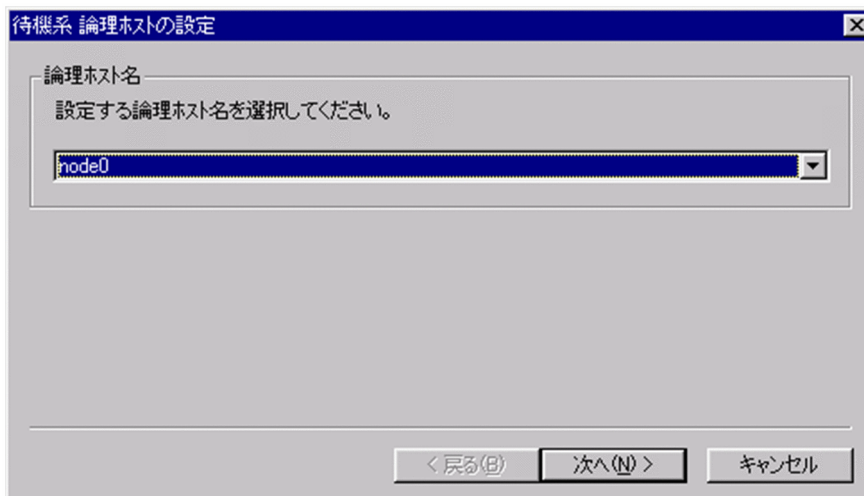 待機系 論理ホストの設定
論理ホスト名
設定する論理ホスト名を選択してください。
node0
< 戻る(B)
次へ(N) >
キャンセル